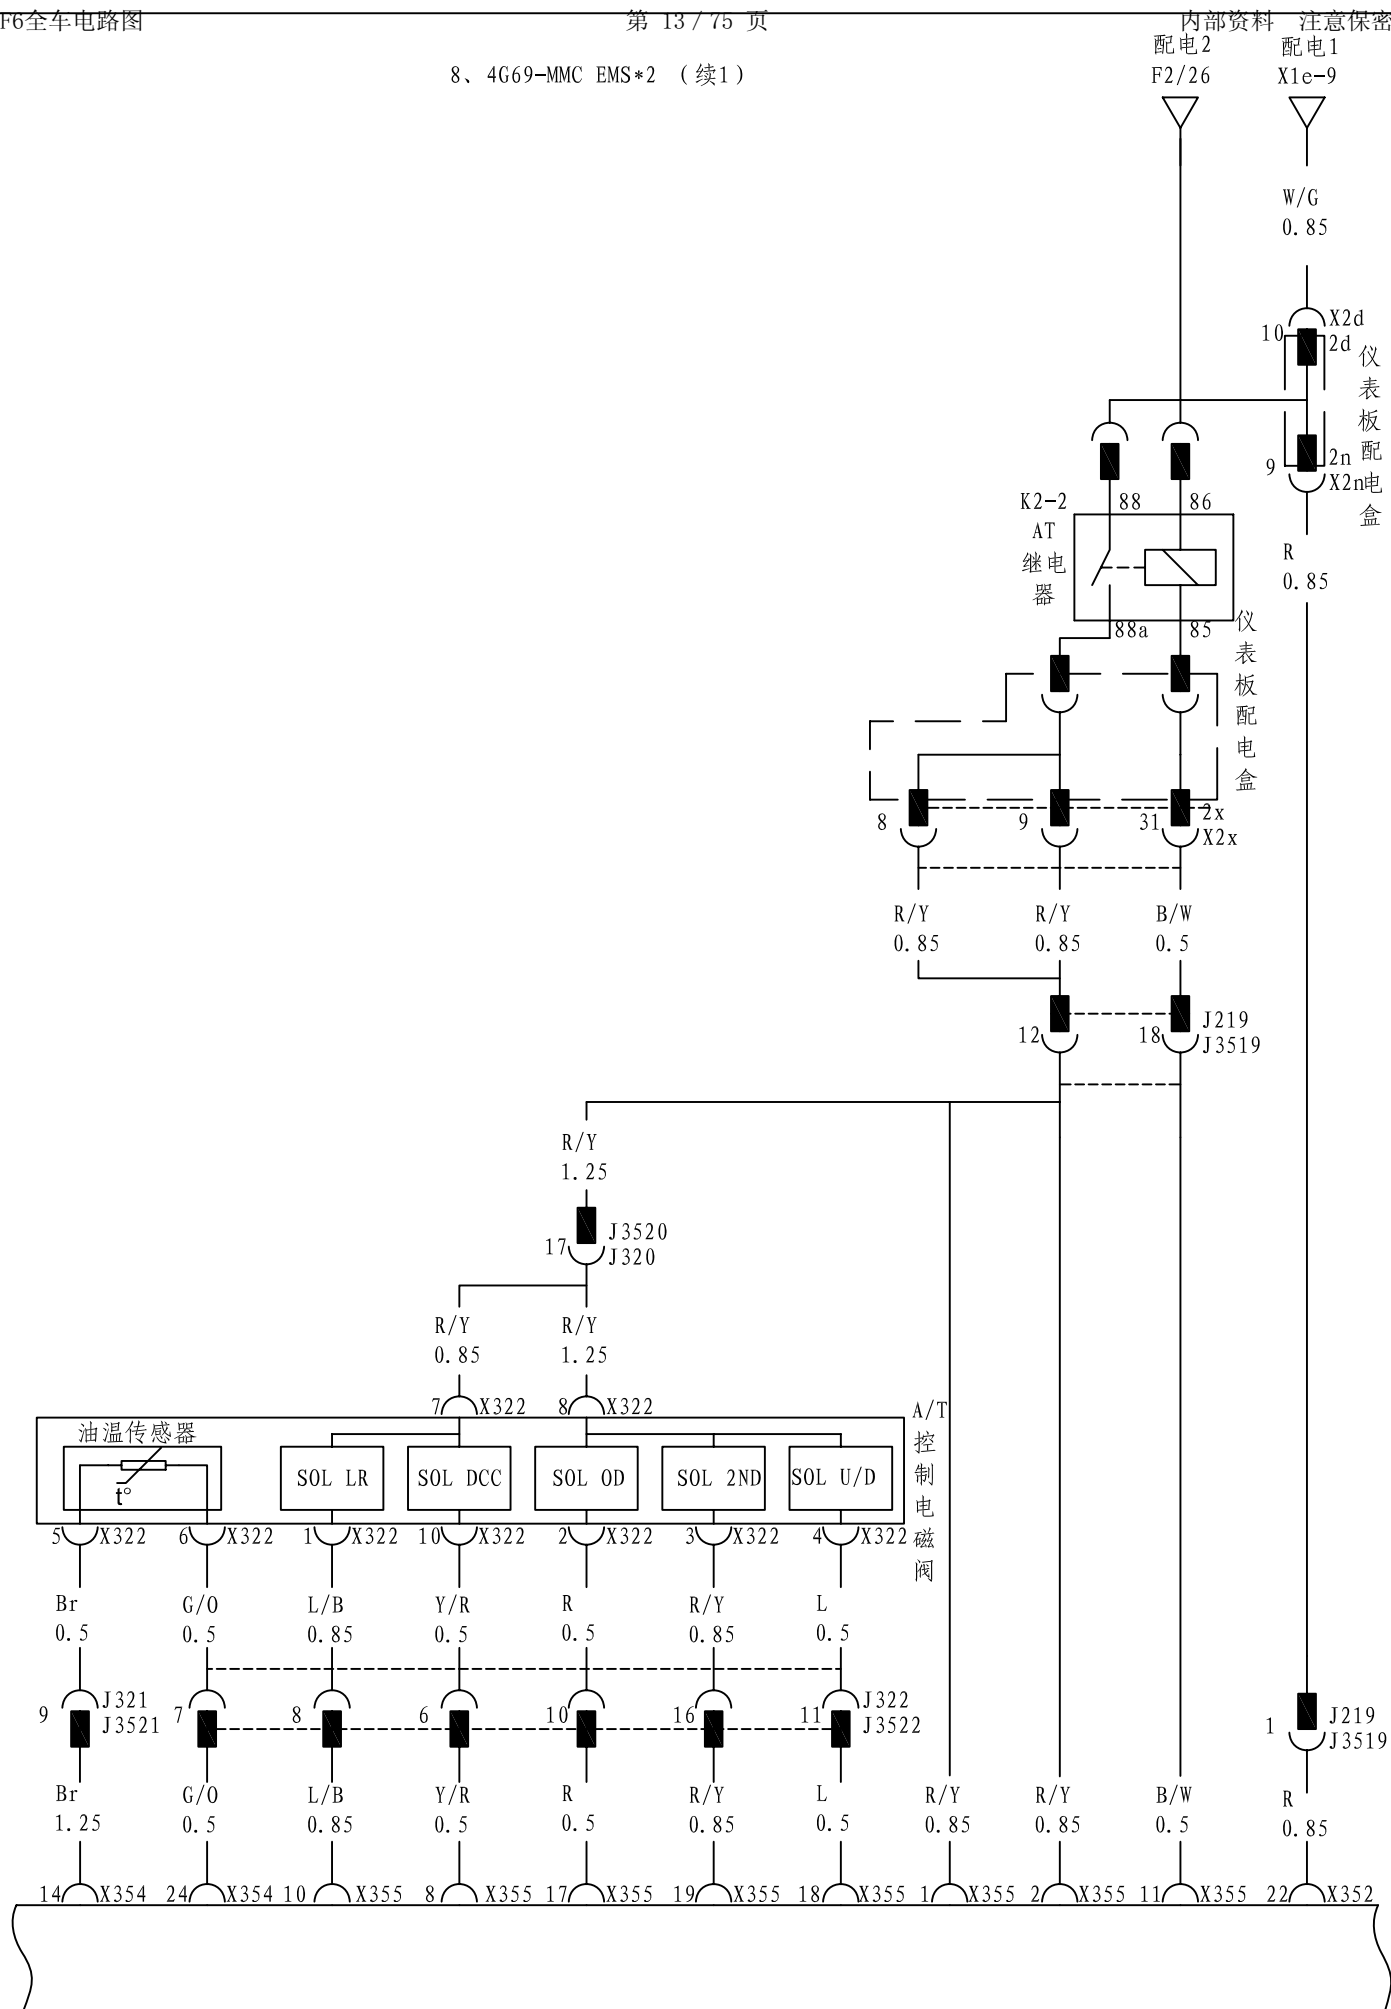 F6全车电路图 第 13/75 页 内部资料 注意保密
配电2 配电1
8、4G69-MMC EMS*2 （续1） F2/26 X1e-9
W/G
0.85
X2d
10 2d
仪表板配电盒
9 2n
X2n
K2-2 88 86
AT
继电器
R
0.85
88a 85
仪表板配电盒
8 9 31 2x
X2x
R/Y R/Y B/W
0.85 0.85 0.5
12 18 J219
J3519
R/Y
1.25
17 J3520
J320
R/Y R/Y
0.85 1.25
7 X322 8 X322
A/T控制电磁阀
油温传感器
t°
SOL LR SOL DCC SOL OD SOL 2ND SOL U/D
5 X322 6 X322 1 X322 10 X322 2 X322 3 X322 4 X322
Br G/O L/B Y/R R R/Y L
0.5 0.5 0.85 0.5 0.5 0.85 0.5
9 J321 7 8 6 10 16 11 J322 1 J219
J3521 J3522 J3519
Br G/O L/B Y/R R R/Y L R/Y R/Y B/W R
1.25 0.5 0.85 0.5 0.5 0.85 0.5 0.85 0.85 0.5 0.85
14 X354 24 X354 10 X355 8 X355 17 X355 19 X355 18 X355 1 X355 2 X355 11 X355 22 X352